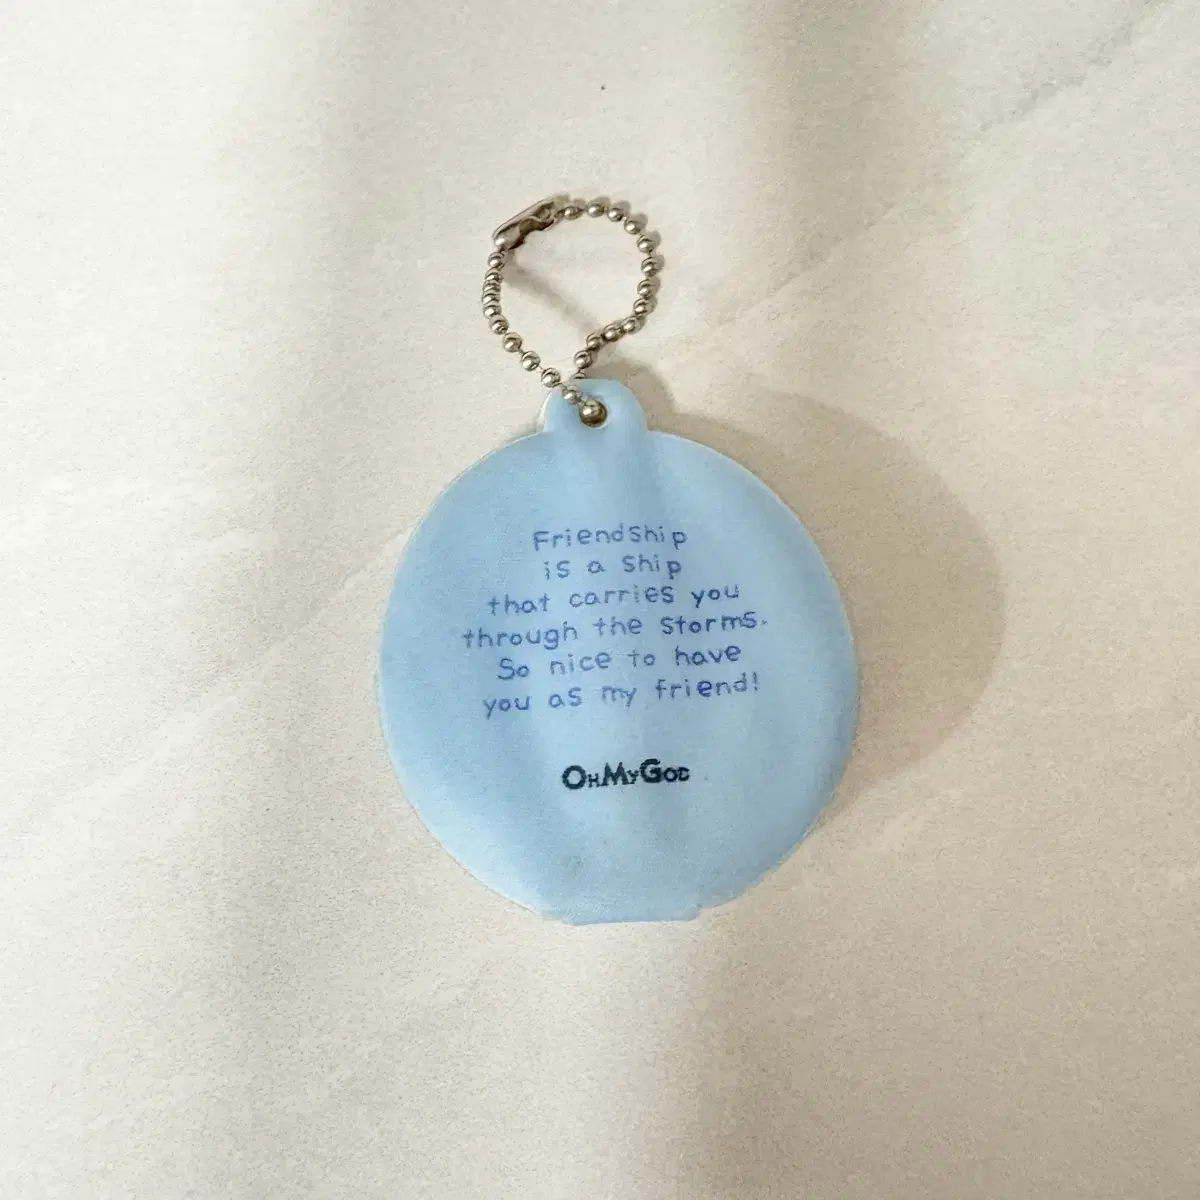 Friendship
is a ship
that carries you
through the storms.
So nice to have
you as my friend!
OHMYGOD